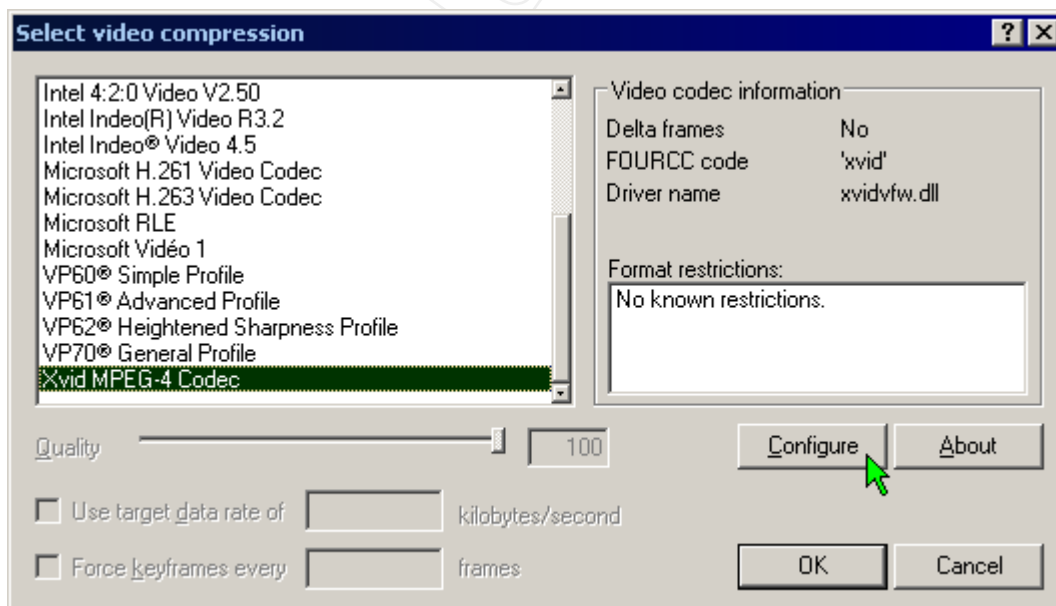 Select video compression
Intel 4:2:0 Video V2.50
Intel Indeo(R) Video R3.2
Intel Indeo® Video 4.5
Microsoft H.261 Video Codec
Microsoft H.263 Video Codec
Microsoft RLE
Microsoft Vidéo 1
VP60® Simple Profile
VP61® Advanced Profile
VP62® Heightened Sharpness Profile
VP70® General Profile
Xvid MPEG-4 Codec
Video codec information
Delta frames No
FOURCC code 'xvid'
Driver name xvidvfw.dll
Format restrictions:
No known restrictions.
Quality 100
Configure About
Use target data rate of kilobytes/second
Force keyframes every frames
OK Cancel